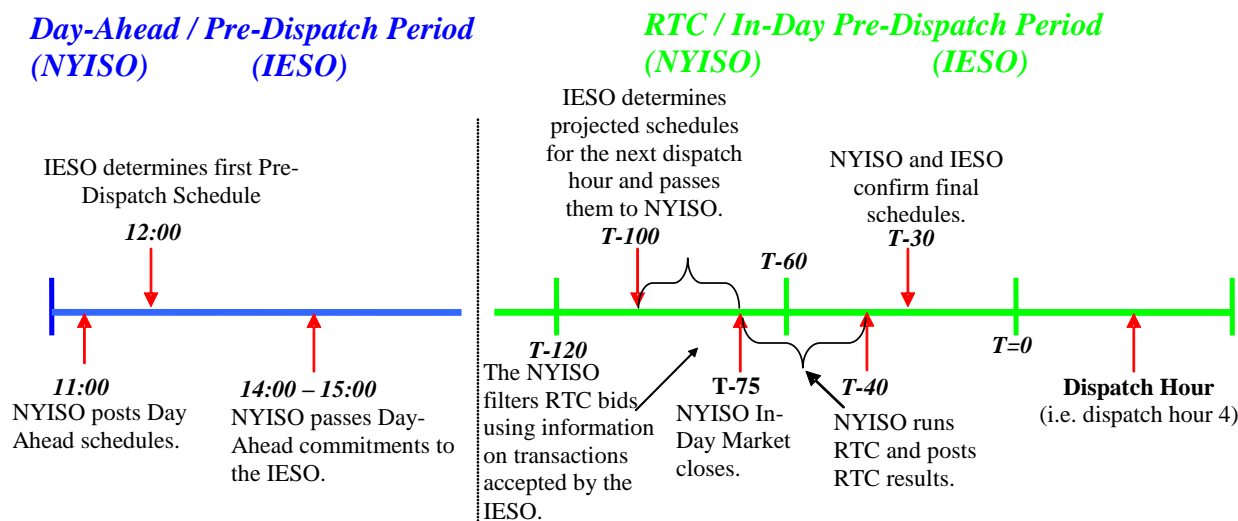 Day-Ahead / Pre-Dispatch Period
(NYISO) (IESO)
RTC / In-Day Pre-Dispatch Period
(NYISO) (IESO)
IESO determines first Pre-
Dispatch Schedule
12:00
11:00
NYISO posts Day
Ahead schedules.
14:00 – 15:00
NYISO passes Day-
Ahead commitments to
the IESO.
IESO determines
projected schedules
for the next dispatch
hour and passes
them to NYISO.
T-100
T-60
NYISO and IESO
confirm final
schedules.
T-30
T-120
The NYISO
filters RTC bids
using information
on transactions
accepted by the
IESO.
T-75
NYISO In-
Day Market
closes.
T-40
NYISO runs
RTC and posts
RTC results.
T=0
Dispatch Hour
(i.e. dispatch hour 4)